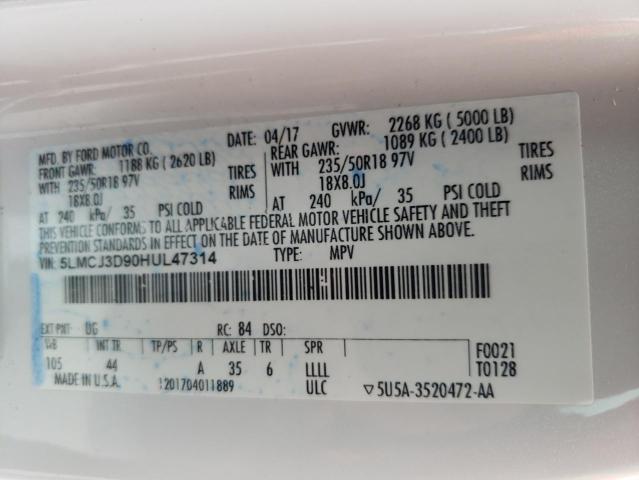 MFD. BY FORD MOTOR CO. DATE: 04/17 GVWR: 2268 KG ( 5000 LB)
FRONT GAWR: 1188 KG ( 2620 LB) REAR GAWR: 1089 KG ( 2400 LB)
WITH 235/50R18 97V TIRES WITH 235/50R18 97V TIRES
18X8.0J RIMS 18X8.0J RIMS
AT 240 kPa/ 35 PSI COLD AT 240 kPa/ 35 PSI COLD
THIS VEHICLE CONFORMS TO ALL APPLICABLE FEDERAL MOTOR VEHICLE SAFETY AND THEFT
PREVENTION STANDARDS IN EFFECT ON THE DATE OF MANUFACTURE SHOWN ABOVE.
VIN: 5LMCJ3D90HUL47314 TYPE: MPV
EXT PNT: UG RC: 84 DSO:
WB INT TR TP/PS R AXLE TR SPR F0021
105 44 A 35 6 LLLL T0128
MADE IN U.S.A. 1201704011889 ULC ▽5U5A-3520472-AA